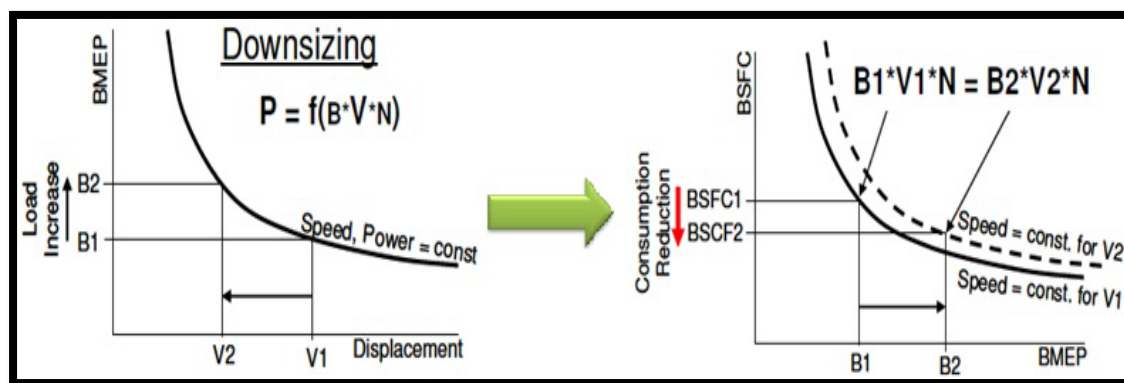 Downsizing
P = f(B*V*N)
BMEP
Load
Increase
B2
B1
Speed, Power = const
V2
V1
Displacement
BSFC
B1*V1*N = B2*V2*N
Consumption
Reduction
BSFC1
BSCF2
Speed = const. for V2
Speed = const. for V1
B1
B2
BMEP